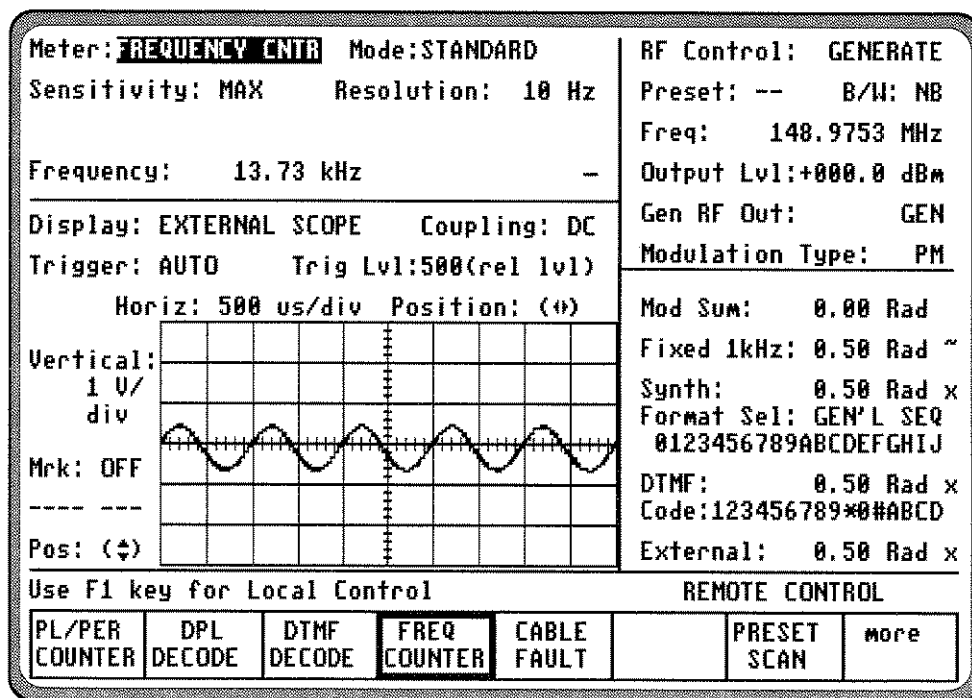 Meter:FREQUENCY CNTR Mode:STANDARD
Sensitivity: MAX Resolution: 10 Hz
Frequency: 13.73 kHz –
Display: EXTERNAL SCOPE Coupling: DC
Trigger: AUTO Trig Lvl:500(rel lvl)
Horiz: 500 us/div Position: (↔)
Vertical:
1 V/
div
Mrk: OFF
---- ---
Pos: (↕)
RF Control: GENERATE
Preset: -- B/W: NB
Freq: 148.9753 MHz
Output Lvl:+000.0 dBm
Gen RF Out: GEN
Modulation Type: PM
Mod Sum: 0.00 Rad
Fixed 1kHz: 0.50 Rad ~
Synth: 0.50 Rad x
Format Sel: GEN'L SEQ
0123456789ABCDEFGHIJ
DTMF: 0.50 Rad x
Code:123456789*0#ABCD
External: 0.50 Rad x
Use F1 key for Local Control REMOTE CONTROL
PL/PER COUNTER
DPL DECODE
DTMF DECODE
FREQ COUNTER
CABLE FAULT
PRESET SCAN
more